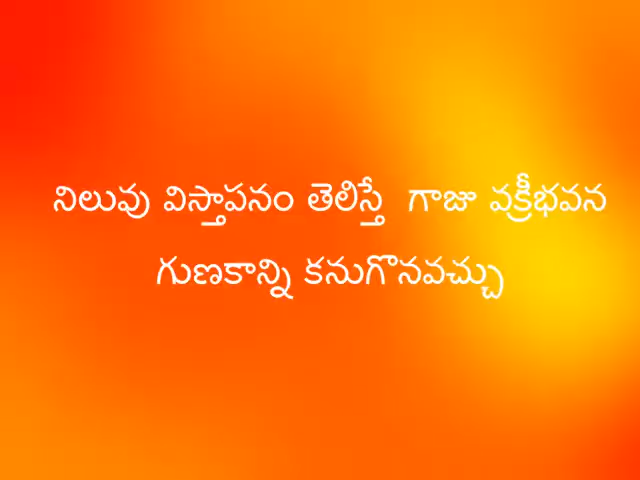 నిలువు విస్తాపనం తెలిస్తే గాజు వక్రీభవన
గుణకాన్ని కనుగొనవచ్చు